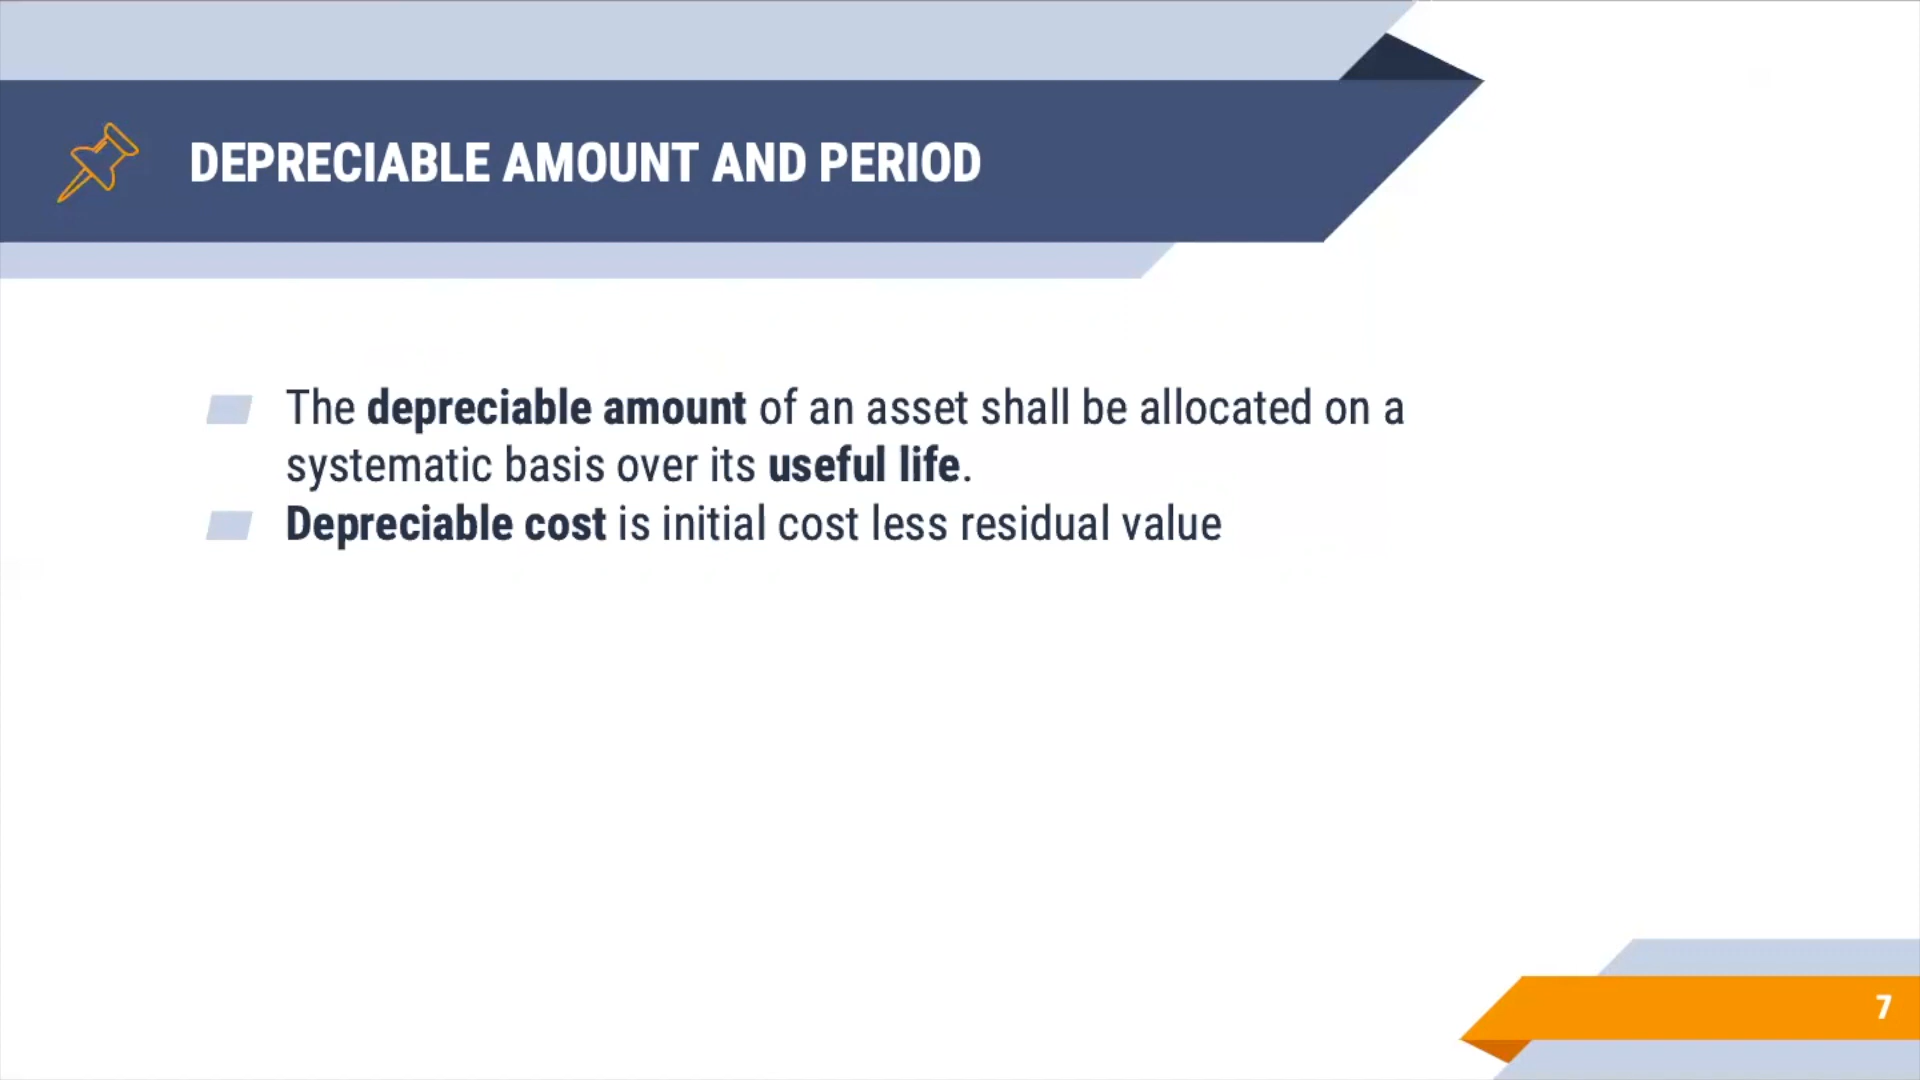 DEPRECIABLE AMOUNT AND PERIOD
The depreciable amount of an asset shall be allocated on a
systematic basis over its useful life.
Depreciable cost is initial cost less residual value
7